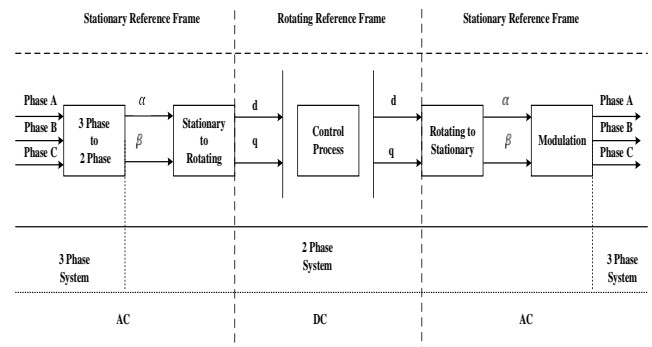 Stationary Reference Frame
Rotating Reference Frame
Stationary Reference Frame
Phase A
Phase B
Phase C
3 Phase
to
2 Phase
α
β
Stationary
to
Rotating
d
q
Control
Process
d
q
Rotating to
Stationary
α
β
Modulation
Phase A
Phase B
Phase C
3 Phase
System
2 Phase
System
3 Phase
System
AC
DC
AC